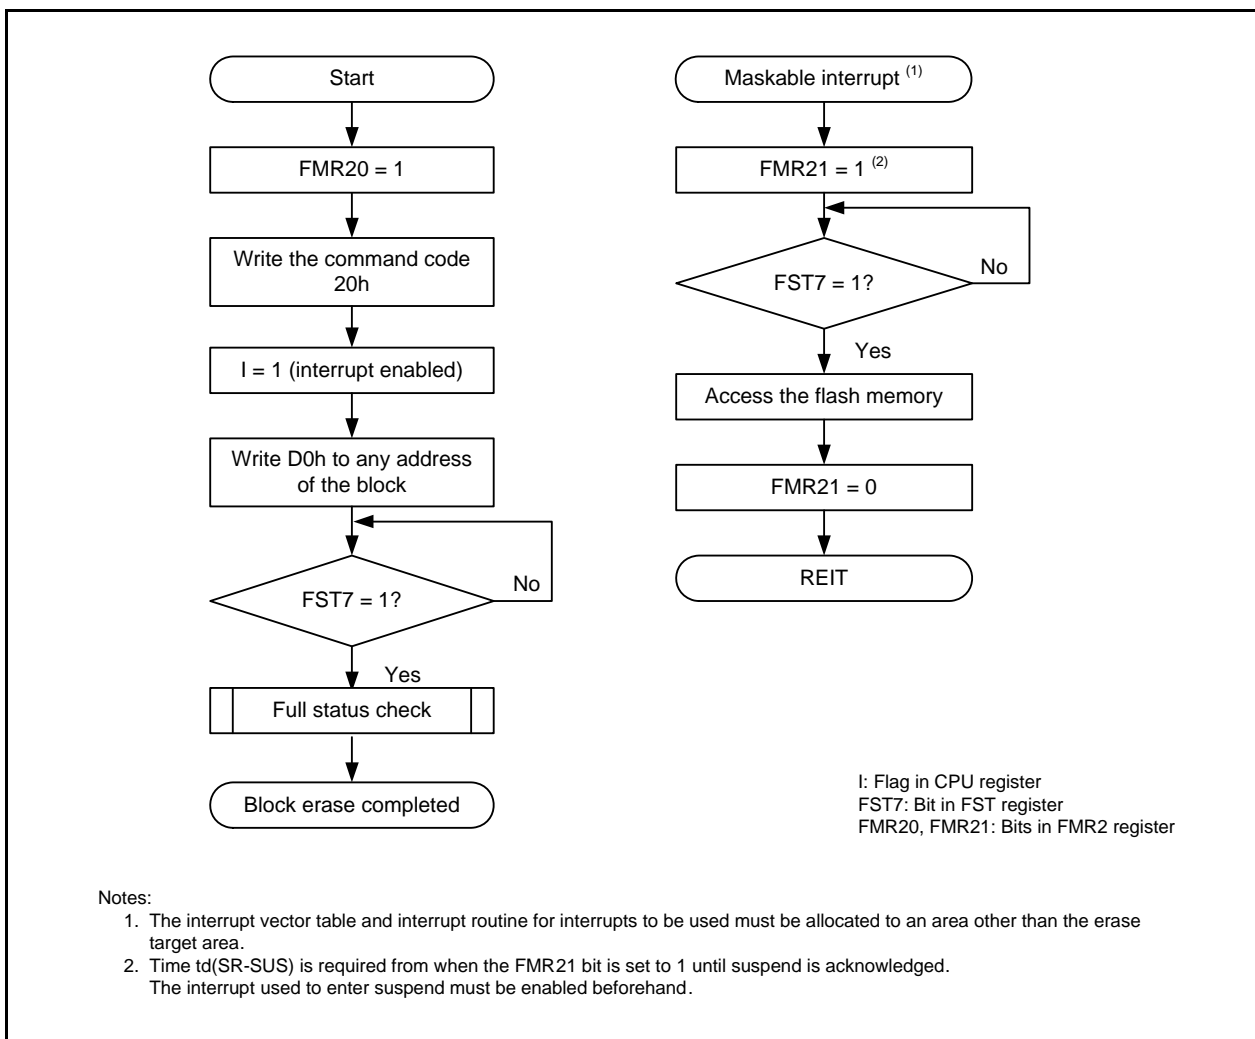 Start
FMR20 = 1
Write the command code
20h
I = 1 (interrupt enabled)
Write D0h to any address
of the block
FST7 = 1?
No
Yes
Full status check
Block erase completed
Maskable interrupt (1)
FMR21 = 1 (2)
FST7 = 1?
No
Yes
Access the flash memory
FMR21 = 0
REIT
I: Flag in CPU register
FST7: Bit in FST register
FMR20, FMR21: Bits in FMR2 register
Notes:
1. The interrupt vector table and interrupt routine for interrupts to be used must be allocated to an area other than the erase
target area.
2. Time td(SR-SUS) is required from when the FMR21 bit is set to 1 until suspend is acknowledged.
The interrupt used to enter suspend must be enabled beforehand.